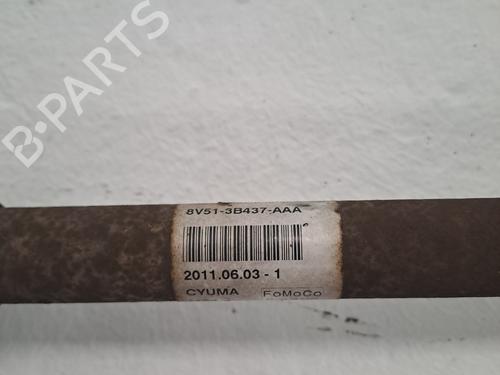 B-PARTS
8V51-3B437-AAA
2011.06.03 - 1
CYUMA FoMoCo